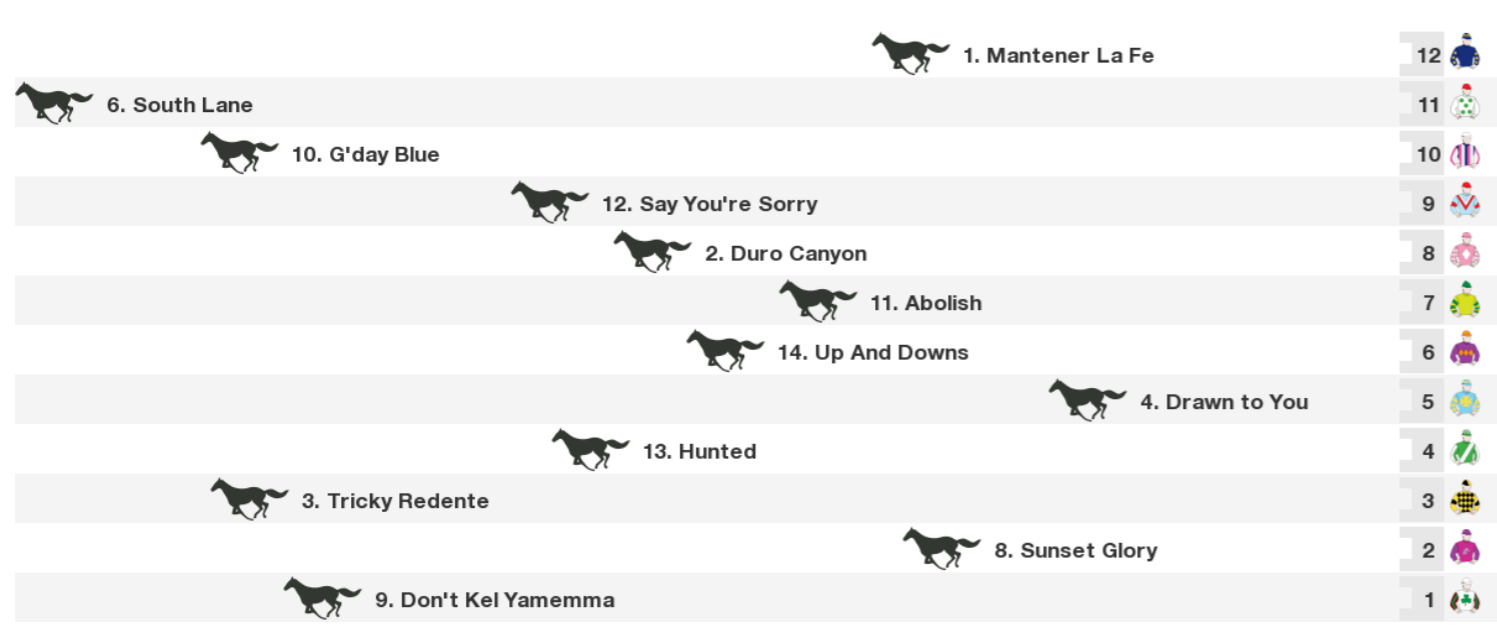 1. Mantener La Fe 12
6. South Lane 11
10. G'day Blue 10
12. Say You're Sorry 9
2. Duro Canyon 8
11. Abolish 7
14. Up And Downs 6
4. Drawn to You 5
13. Hunted 4
3. Tricky Redente 3
8. Sunset Glory 2
9. Don't Kel Yamemma 1